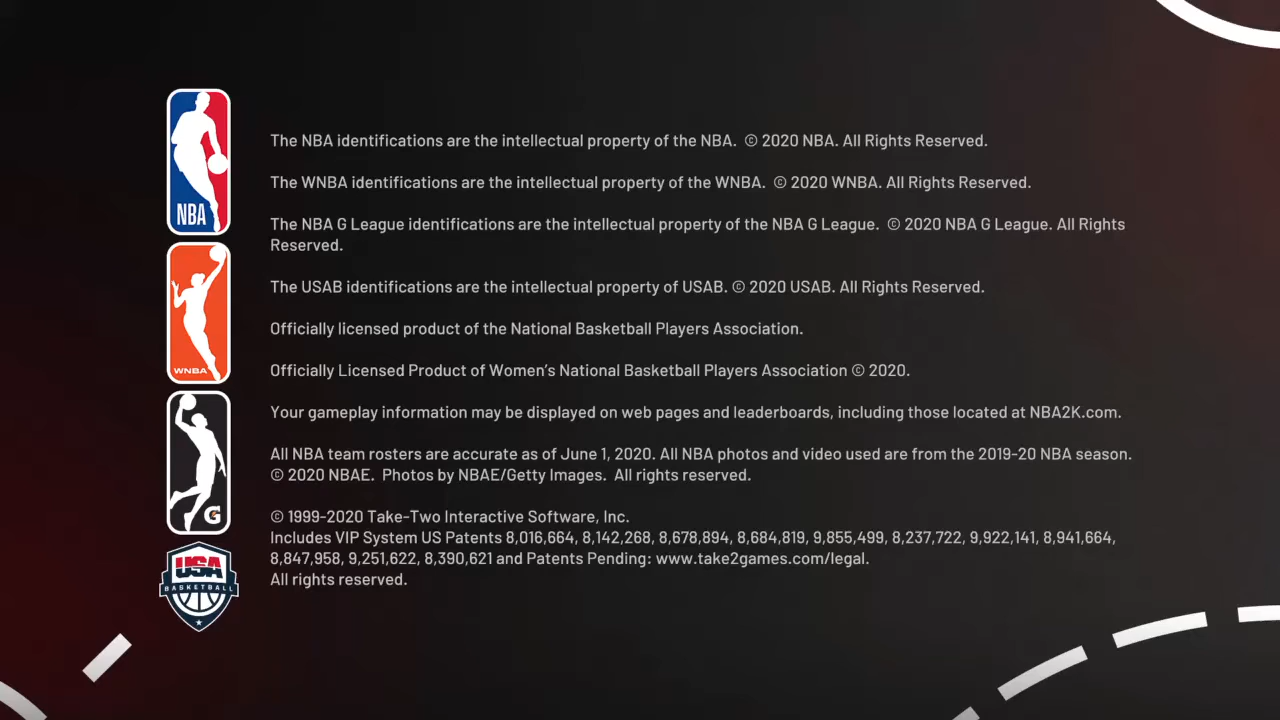 NBA
The NBA identifications are the intellectual property of the NBA. © 2020 NBA. All Rights Reserved.
The WNBA identifications are the intellectual property of the WNBA. © 2020 WNBA. All Rights Reserved.
The NBA G League identifications are the intellectual property of the NBA G League. © 2020 NBA G League. All Rights
Reserved.
The USAB identifications are the intellectual property of USAB. © 2020 USAB. All Rights Reserved.
Officially licensed product of the National Basketball Players Association.
WNBA
Officially Licensed Product of Women's National Basketball Players Association © 2020.
Your gameplay information may be displayed on web pages and leaderboards, including those located at NBA2K.com.
All NBA team rosters are accurate as of June 1, 2020. All NBA photos and video used are from the 2019-20 NBA season.
© 2020 NBAE. Photos by NBAE/Getty Images. All rights reserved.
G
© 1999-2020 Take-Two Interactive Software, Inc.
Includes VIP System US Patents 8,016,664, 8,142,268, 8,678,894, 8,684,819, 9,855,499, 8,237,722, 9,922,141, 8,941,664,
8,847,958, 9,251,622, 8,390,621 and Patents Pending: www.take2games.com/legal.
All rights reserved.
USA
BASKETBALL